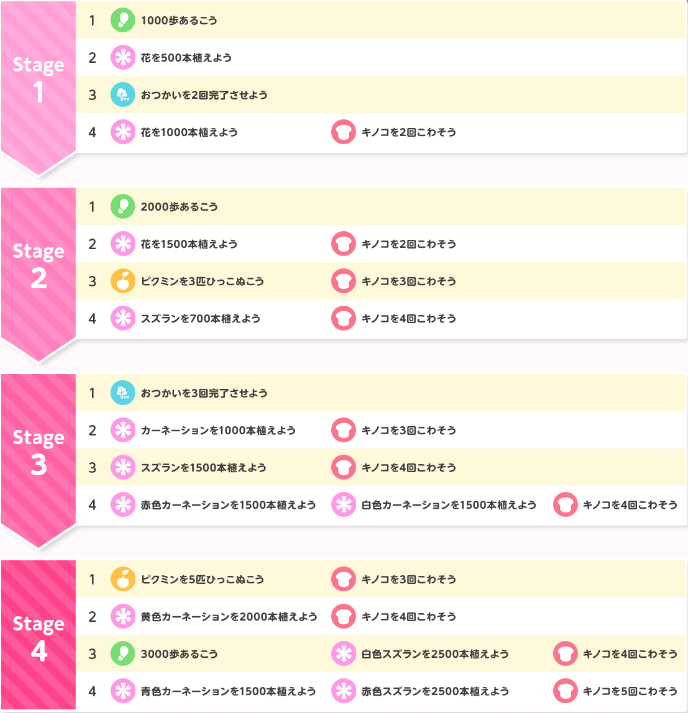 Stage
1
1 1000歩あるこう
2 花を500本植えよう
3 おつかいを2回完了させよう
4 花を1000本植えよう キノコを2回こわそう
Stage
2
1 2000歩あるこう
2 花を1500本植えよう キノコを2回こわそう
3 ピクミンを3匹ひっこぬこう キノコを3回こわそう
4 スズランを700本植えよう キノコを4回こわそう
Stage
3
1 おつかいを3回完了させよう
2 カーネーションを1000本植えよう キノコを3回こわそう
3 スズランを1500本植えよう キノコを4回こわそう
4 赤色カーネーションを1500本植えよう 白色カーネーションを1500本植えよう キノコを4回こわそう
Stage
4
1 ピクミンを5匹ひっこぬこう キノコを3回こわそう
2 黄色カーネーションを2000本植えよう キノコを4回こわそう
3 3000歩あるこう 白色スズランを2500本植えよう キノコを4回こわそう
4 青色カーネーションを1500本植えよう 赤色スズランを2500本植えよう キノコを5回こわそう